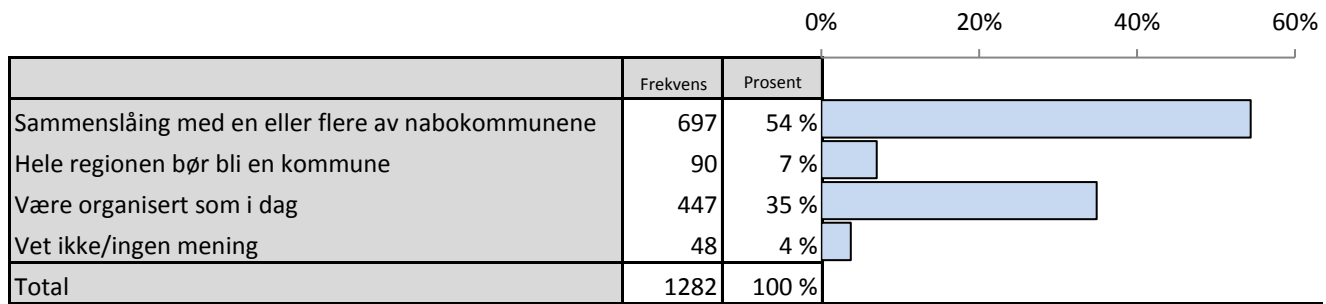 0% 20% 40% 60%
Frekvens Prosent
Sammenslåing med en eller flere av nabokommunene 697 54 %
Hele regionen bør bli en kommune 90 7 %
Være organisert som i dag 447 35 %
Vet ikke/ingen mening 48 4 %
Total 1282 100 %